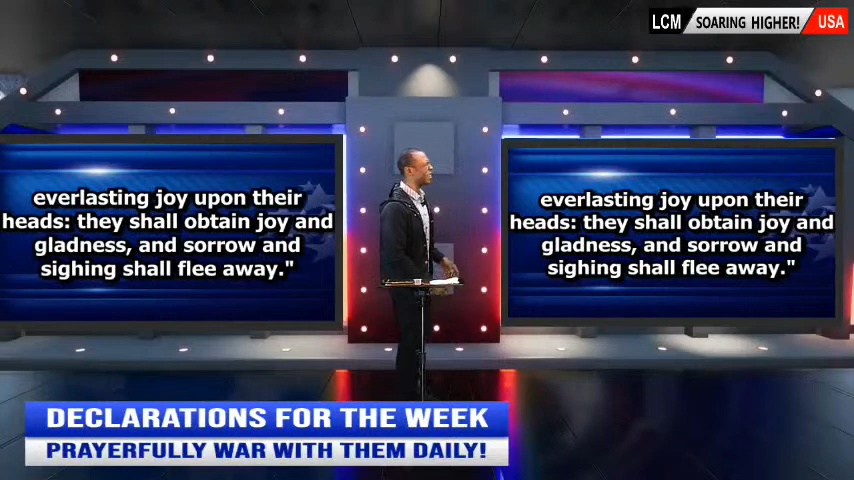 LCM SOARING HIGHER! USA
everlasting joy upon their
heads: they shall obtain joy and
gladness, and sorrow and
sighing shall flee away."
everlasting joy upon their
heads: they shall obtain joy and
gladness, and sorrow and
sighing shall flee away."
DECLARATIONS FOR THE WEEK
PRAYERFULLY WAR WITH THEM DAILY!